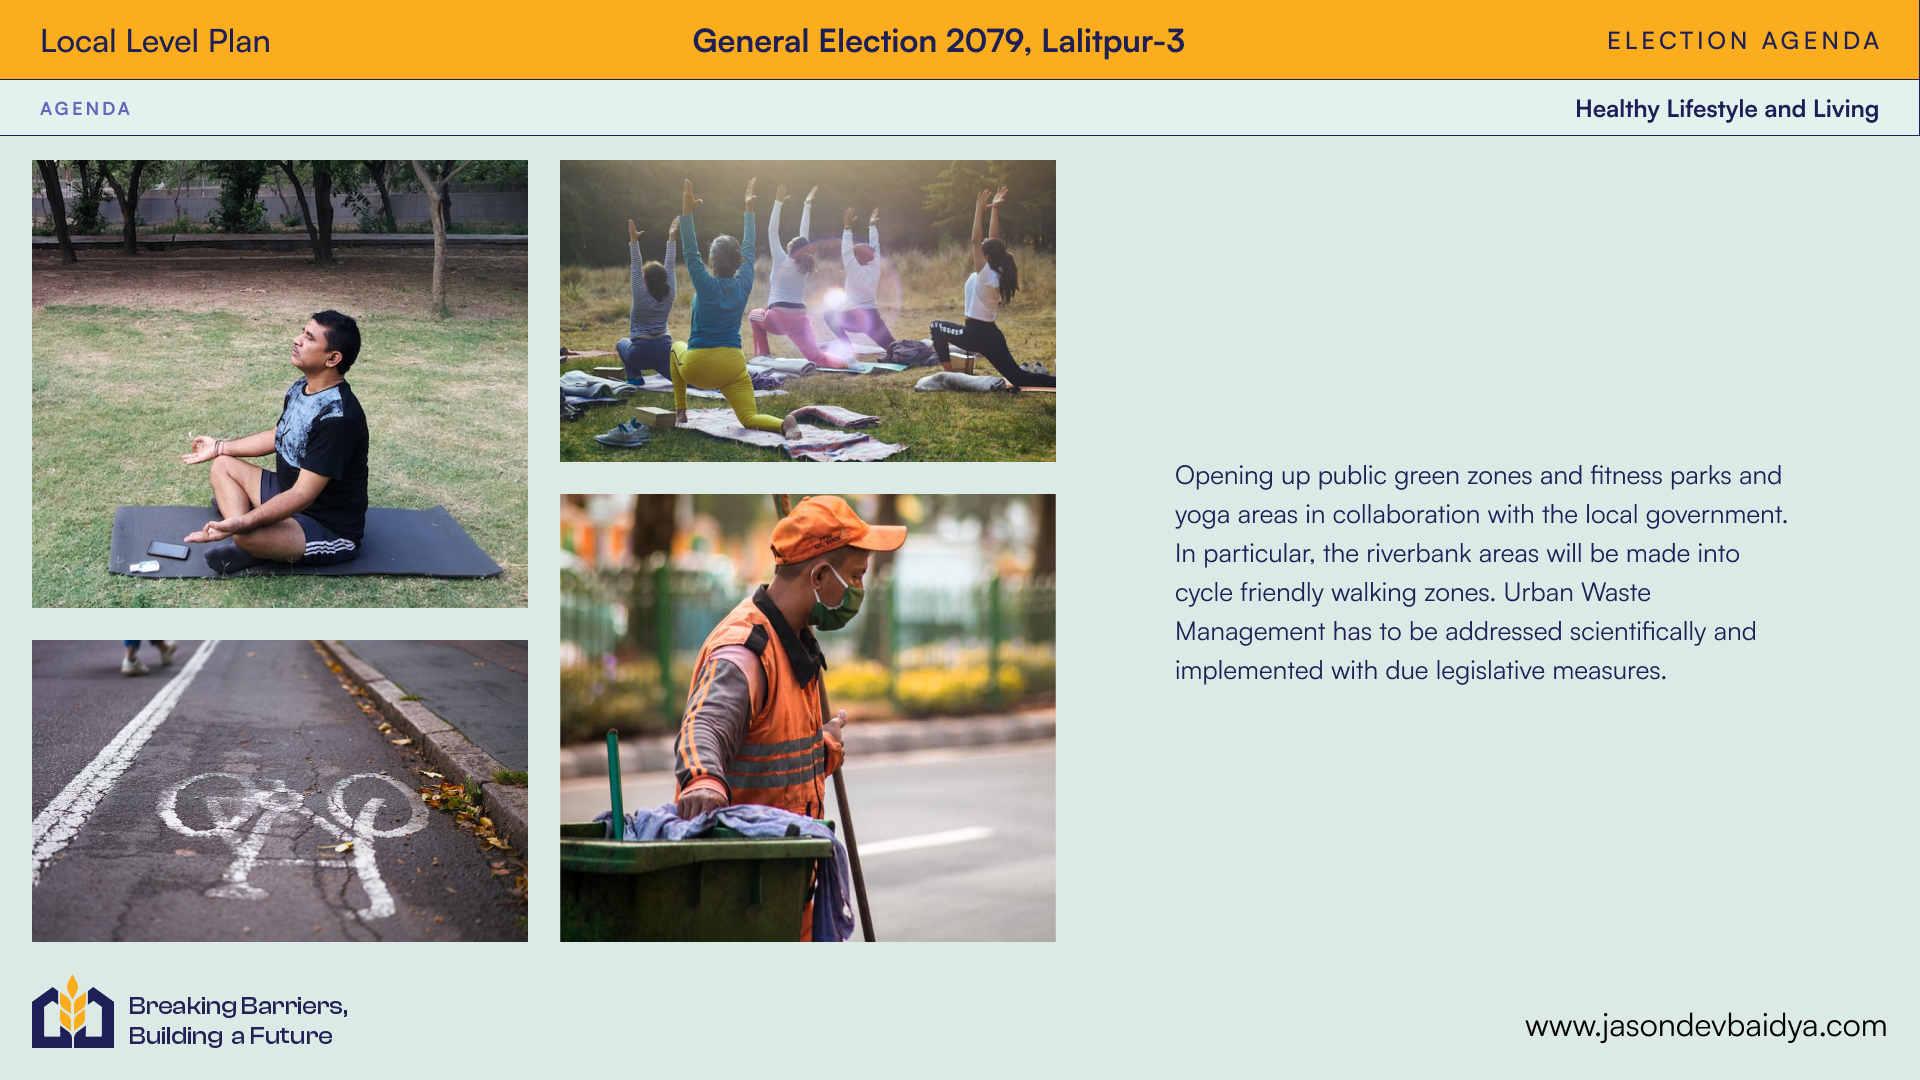 Local Level Plan
General Election 2079, Lalitpur-3
ELECTION AGENDA
AGENDA
Healthy Lifestyle and Living
Opening up public green zones and fitness parks and
yoga areas in collaboration with the local government.
In particular, the riverbank areas will be made into
cycle friendly walking zones. Urban Waste
Management has to be addressed scientifically and
implemented with due legislative measures.
Breaking Barriers,
Building a Future
www.jasondevbaidya.com